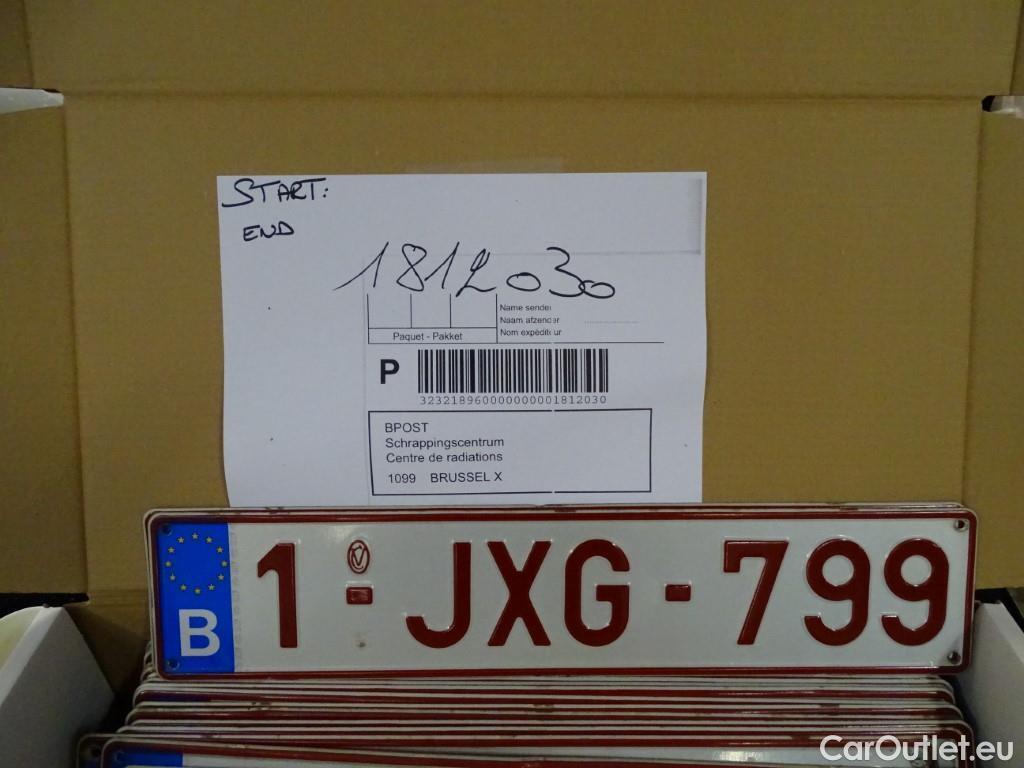 START:
END
1812030
Name sender
Naam afzender
Nom expéditeur
Paquet - Pakket
P
3232189600000000001812030
BPOST
Schrappingscentrum
Centre de radiations
1099 BRUSSEL X
B 1-JXG-799
CarOutlet.eu